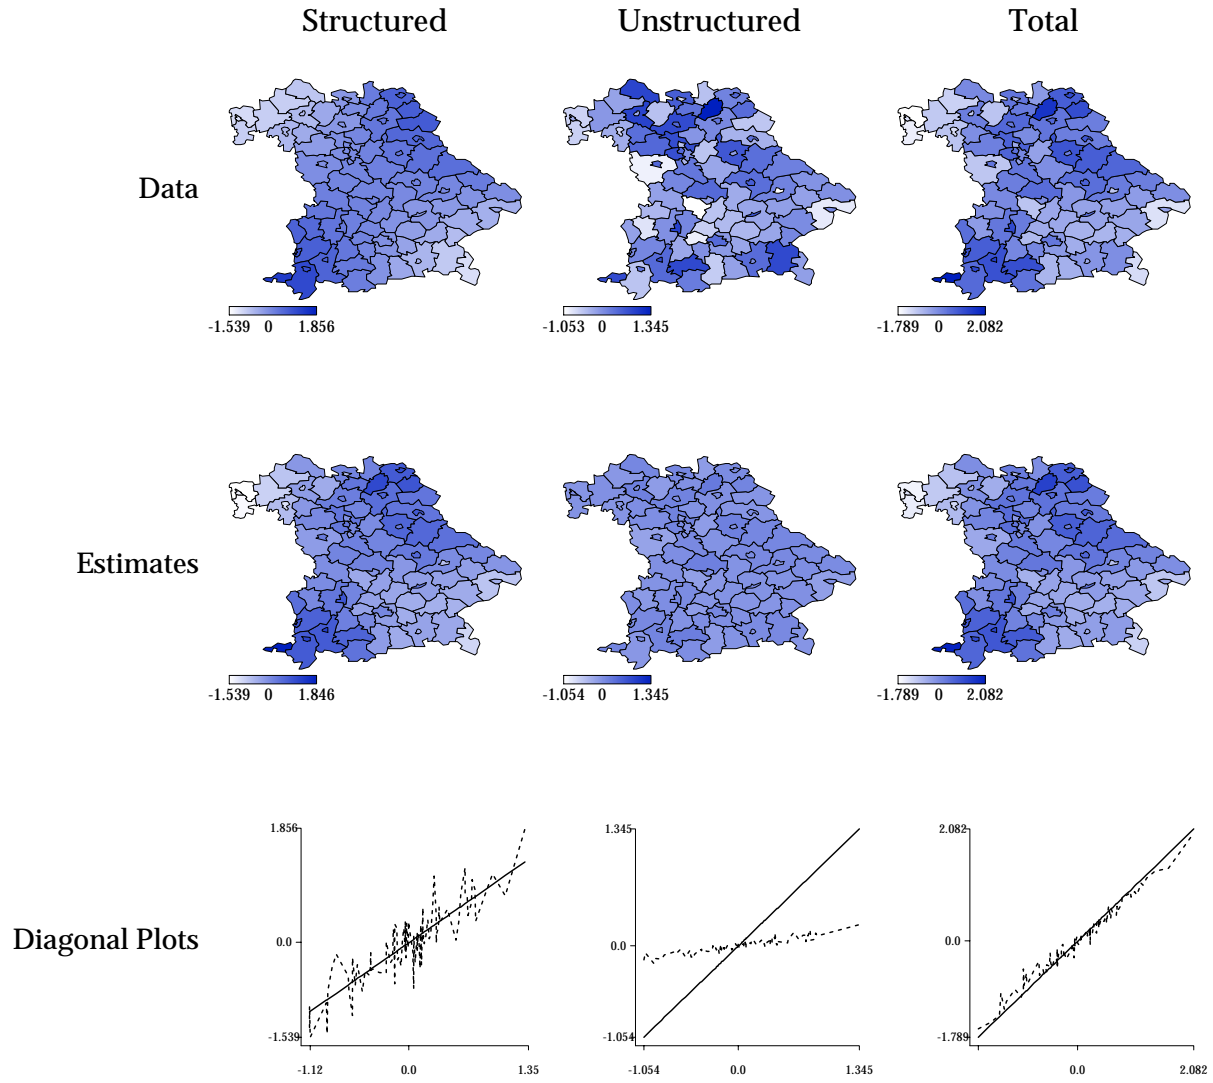 Structured Unstructured Total
Data
-1.539 0 1.856 -1.053 0 1.345 -1.789 0 2.082
Estimates
-1.539 0 1.846 -1.054 0 1.345 -1.789 0 2.082
Diagonal Plots
1.856
0.0
-1.539
-1.12 0.0 1.35
1.345
0.0
-1.054
-1.054 0.0 1.345
2.082
0.0
-1.789
0.0 2.082